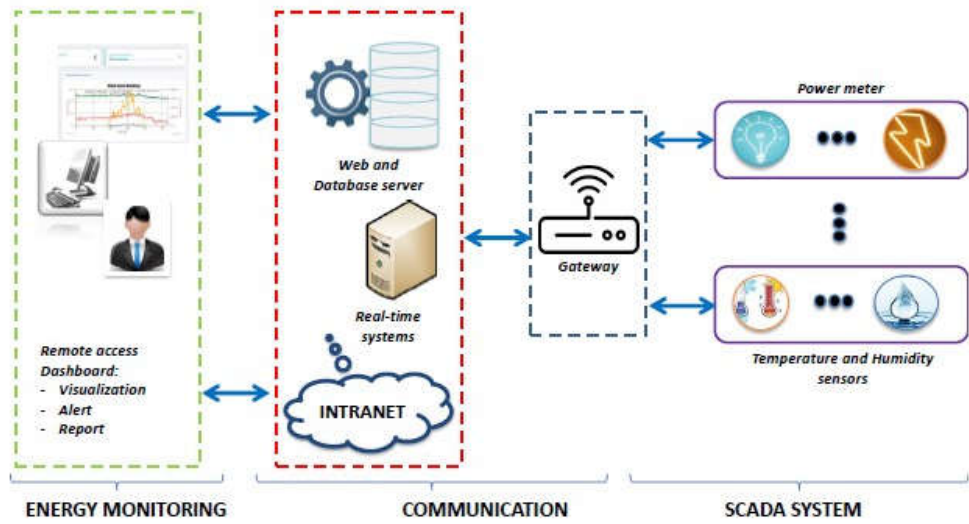 Web and
Database server
Real-time
systems
INTRANET
Gateway
Power meter
Temperature and Humidity
sensors
Remote access
Dashboard:
- Visualization
- Alert
- Report
ENERGY MONITORING
COMMUNICATION
SCADA SYSTEM